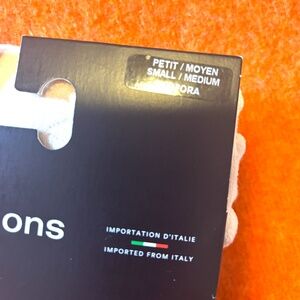 PETIT / MOYEN
SMALL / MEDIUM
ons
IMPORTATION D'ITALIE
IMPORTED FROM ITALY